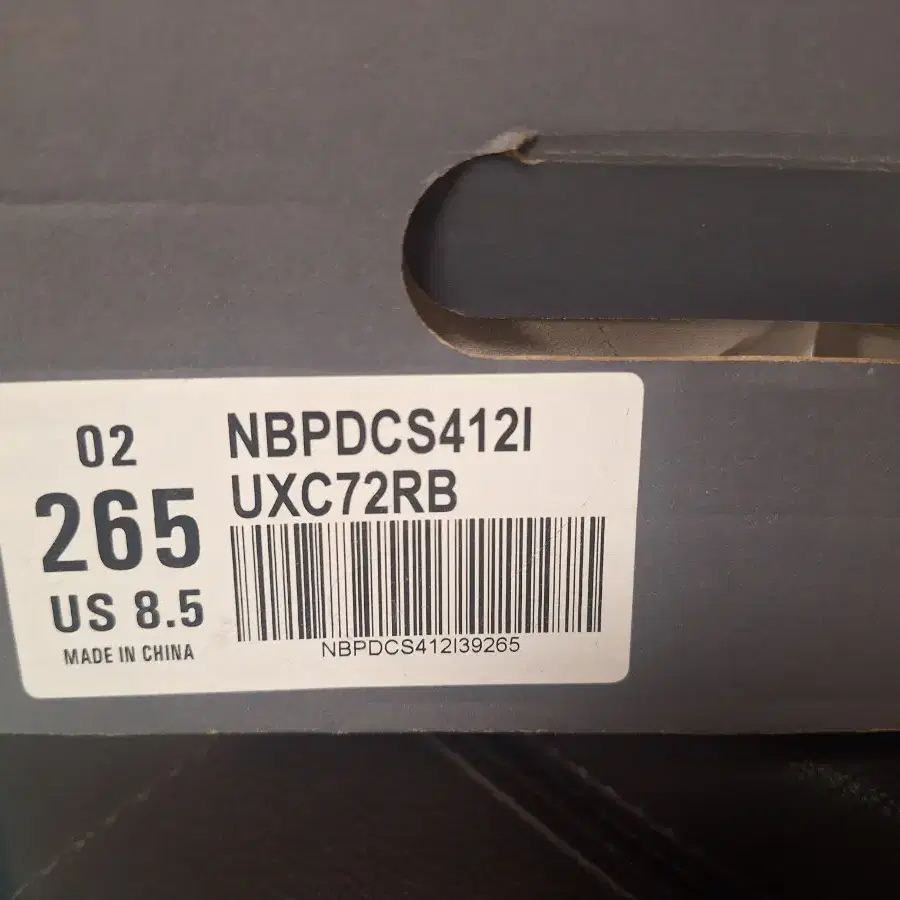 02
265
US 8.5
MADE IN CHINA
NBPDCS412I
UXC72RB
NBPDCS412I39265